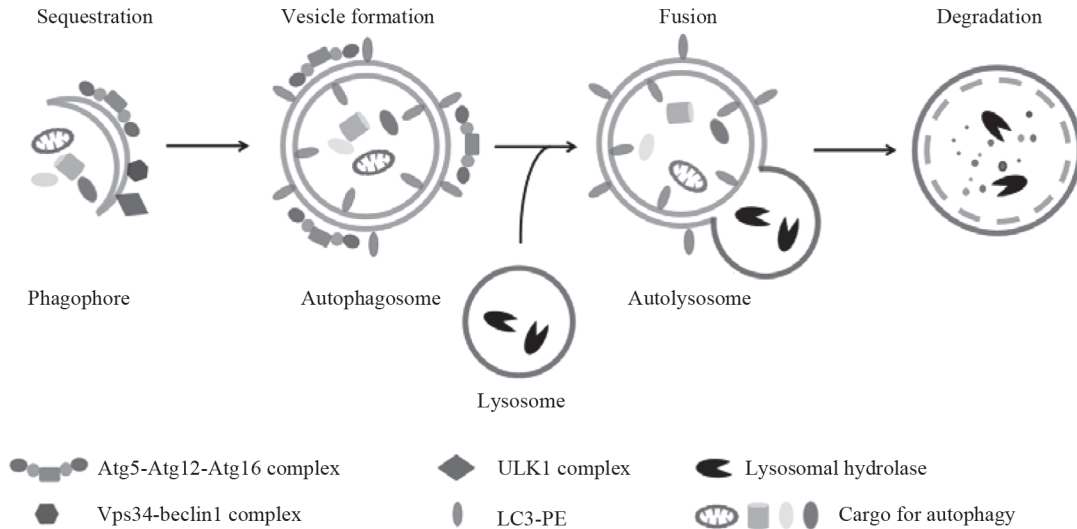 Sequestration
Vesicle formation
Fusion
Degradation
Phagophore
Autophagosome
Autolysosome
Lysosome
Atg5-Atg12-Atg16 complex
ULK1 complex
Lysosomal hydrolase
Vps34-beclin1 complex
LC3-PE
Cargo for autophagy